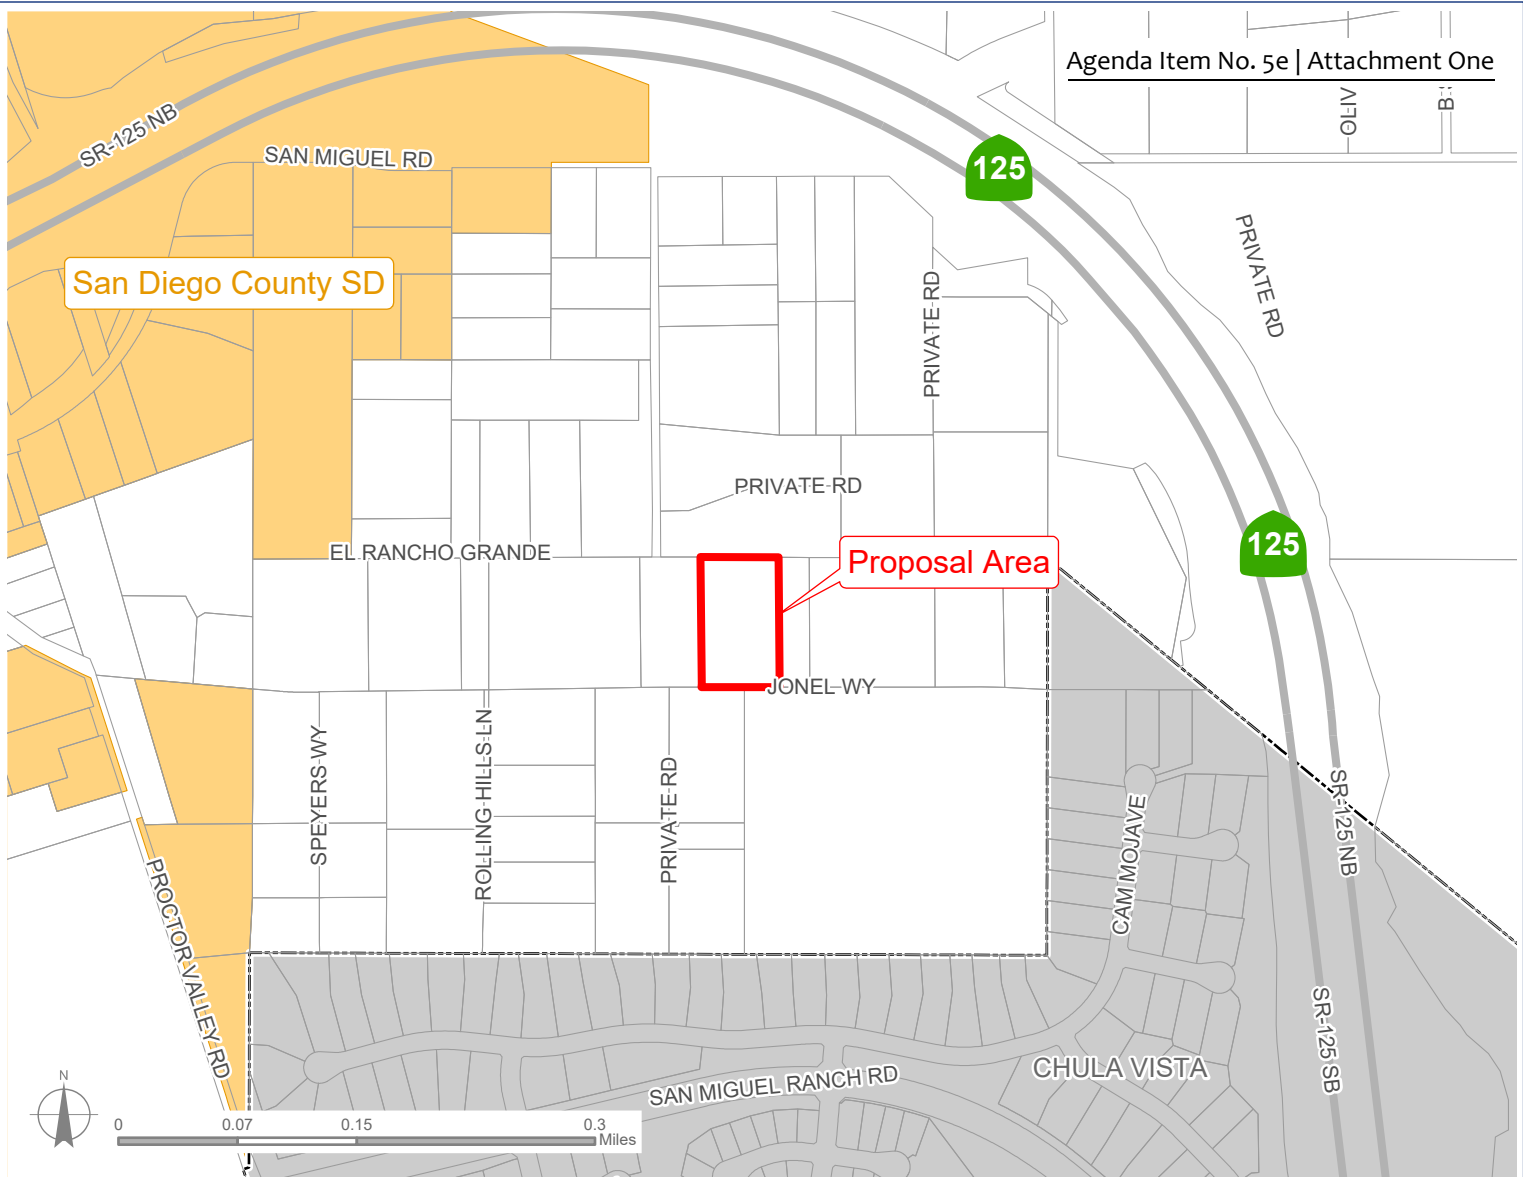 Agenda Item No. 5e | Attachment One
OLIV
SR-125 NB
SAN MIGUEL RD
125
PRIVATE RD
San Diego County SD
PRIVATE RD
PRIVATE RD
EL RANCHO GRANDE
Proposal Area
125
JONEL WY
SPEYERS WY
ROLLING HILLS LN
PRIVATE RD
CAM MOJAVE
SR-125 NB
PROCTOR VALLEY RD
SR-125 SB
CHULA VISTA
SAN MIGUEL RANCH RD
N
0 0.07 0.15 0.3
Miles